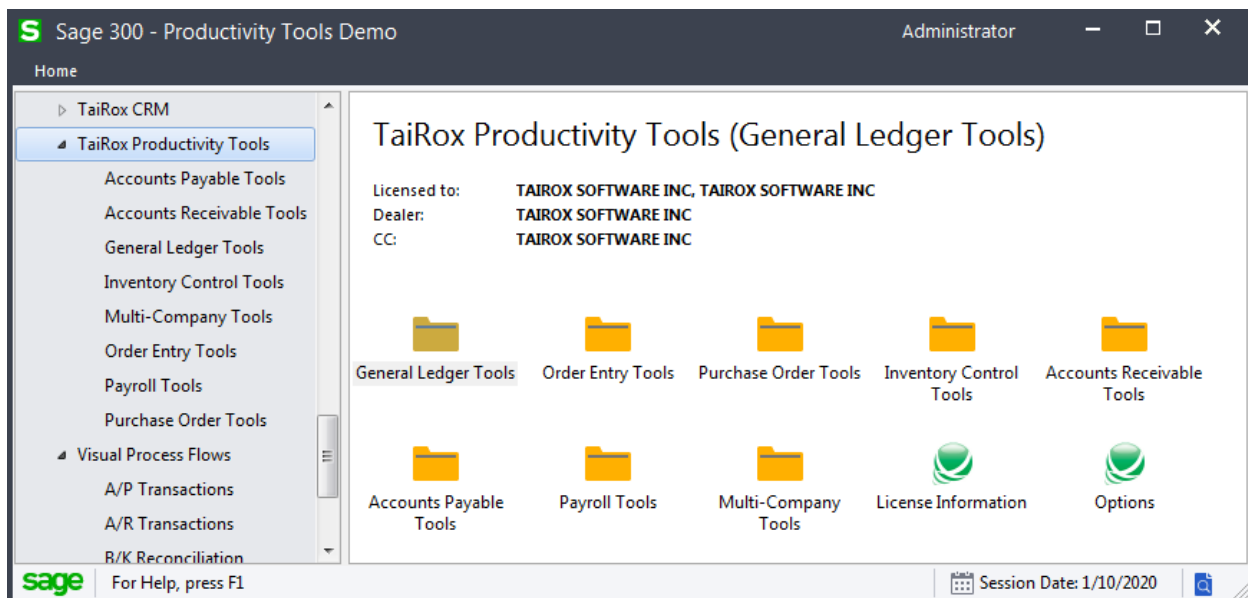 S Sage 300 - Productivity Tools Demo Administrator
Home
TaiRox CRM
TaiRox Productivity Tools
Accounts Payable Tools
Accounts Receivable Tools
General Ledger Tools
Inventory Control Tools
Multi-Company Tools
Order Entry Tools
Payroll Tools
Purchase Order Tools
Visual Process Flows
A/P Transactions
A/R Transactions
B/K Reconciliation
TaiRox Productivity Tools (General Ledger Tools)
Licensed to: TAIROX SOFTWARE INC, TAIROX SOFTWARE INC
Dealer: TAIROX SOFTWARE INC
CC: TAIROX SOFTWARE INC
General Ledger Tools
Order Entry Tools
Purchase Order Tools
Inventory Control
Tools
Accounts Receivable
Tools
Accounts Payable
Tools
Payroll Tools
Multi-Company
Tools
License Information
Options
sage For Help, press F1 Session Date: 1/10/2020